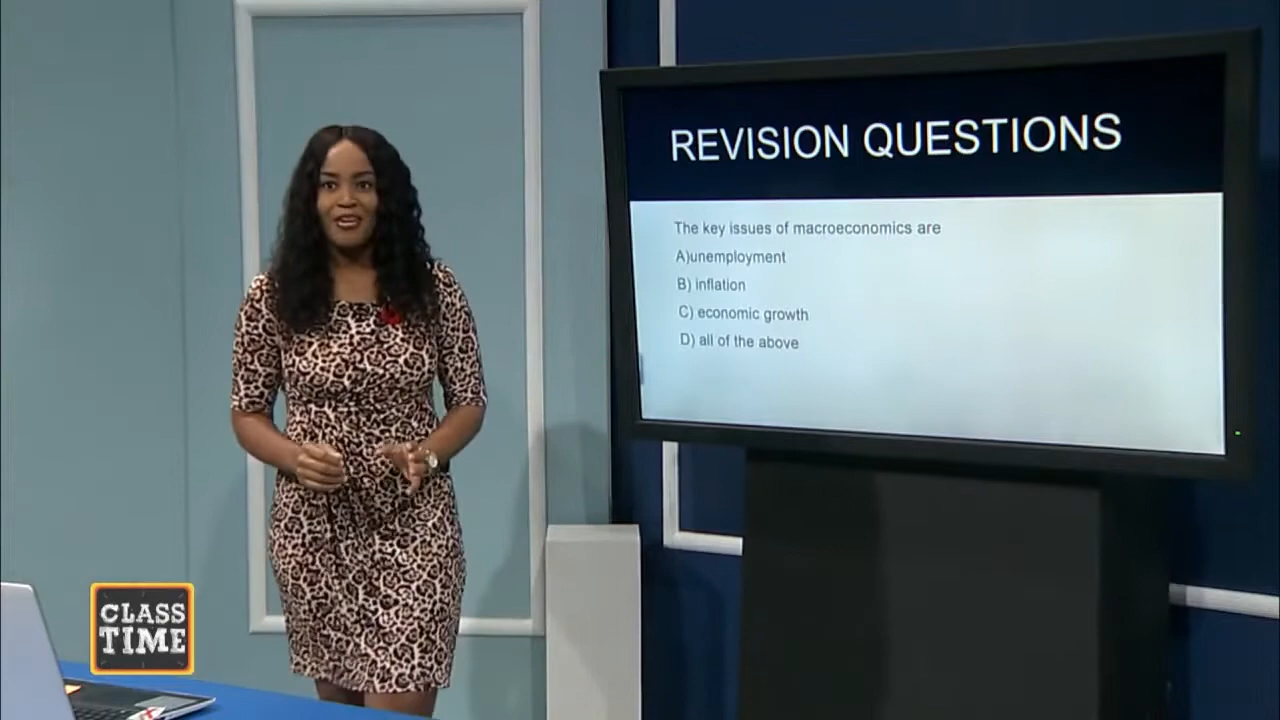 REVISION QUESTIONS
The key issues of macroeconomics are
A)unemployment
B) inflation
C) economic growth
D) all of the above
CLASS
TIME